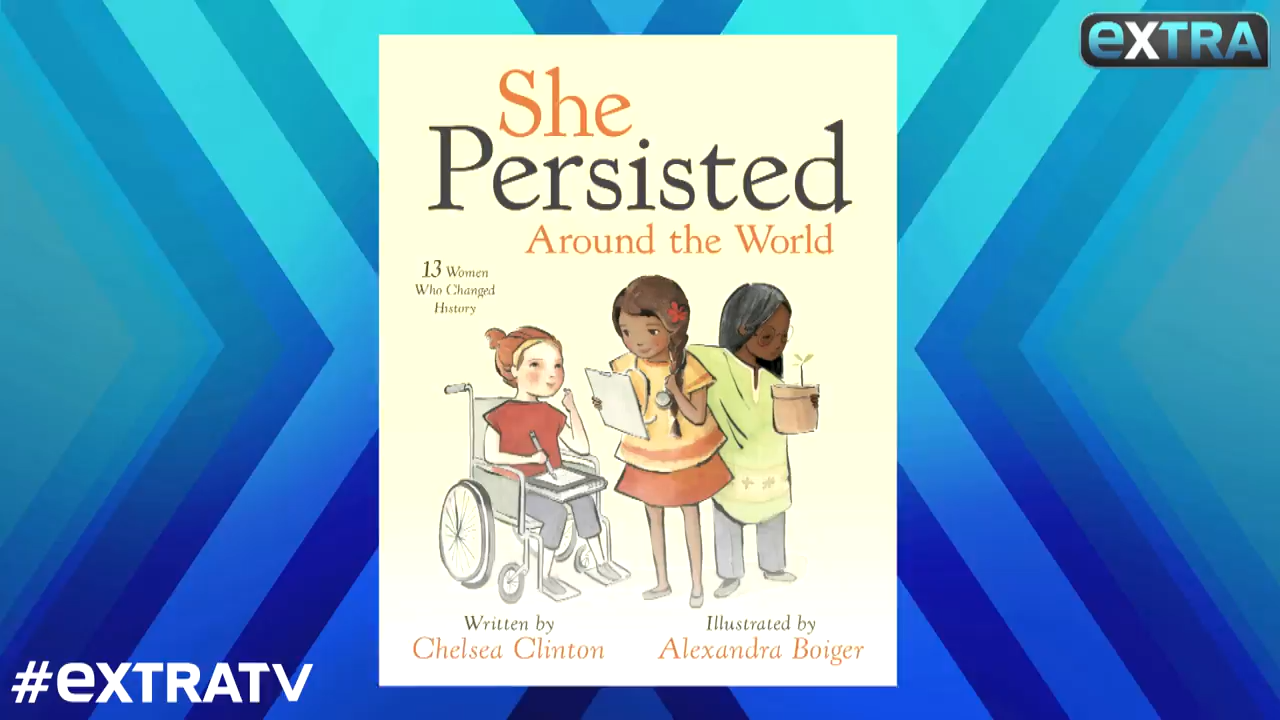 eXTRA
She
Persisted
Around the World
13 Women
Who Changed
History
Written by
Chelsea Clinton
Illustrated by
Alexandra Boiger
#eXTRATV